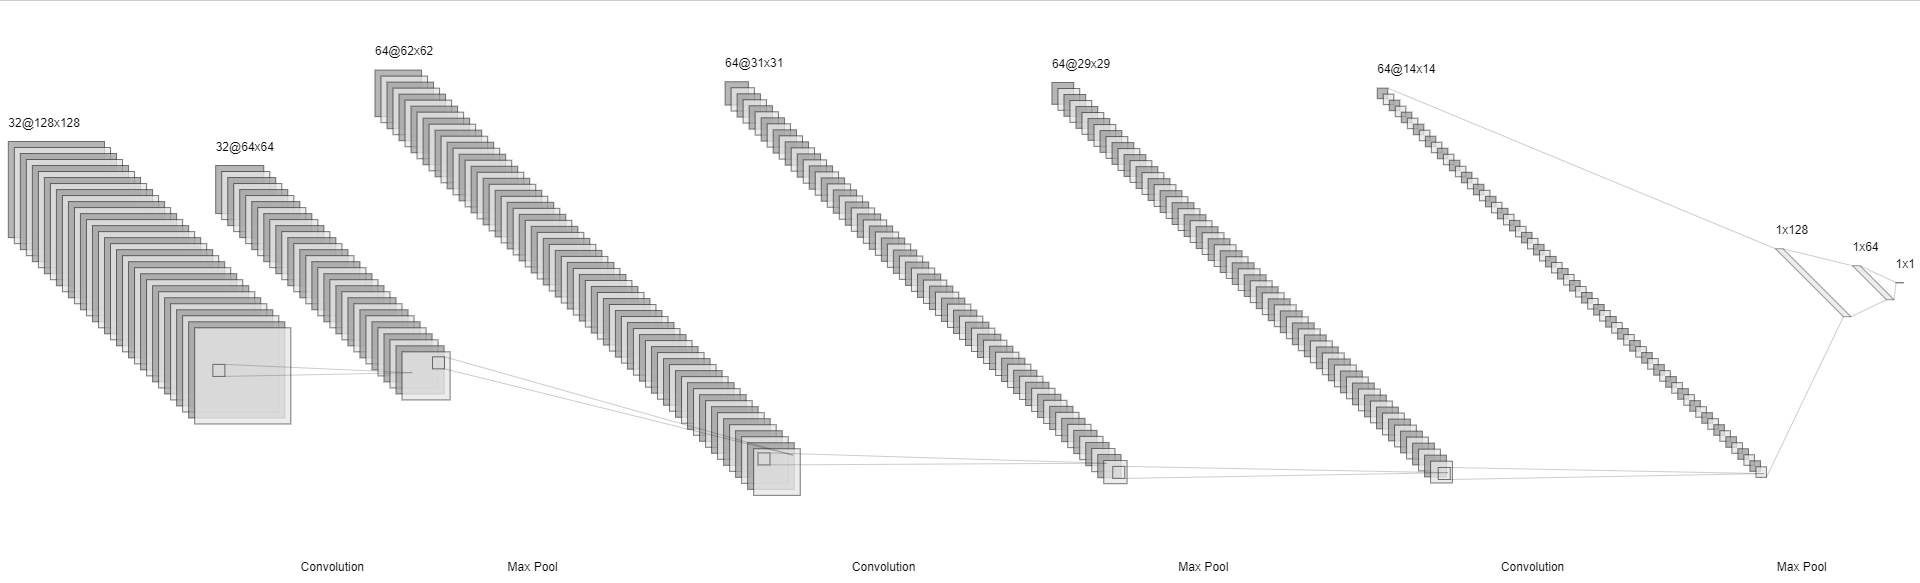 32@128x128
32@64x64
64@62x62
64@31x31
64@29x29
64@14x14
1x128
1x64
1x1
Convolution
Max Pool
Convolution
Max Pool
Convolution
Max Pool